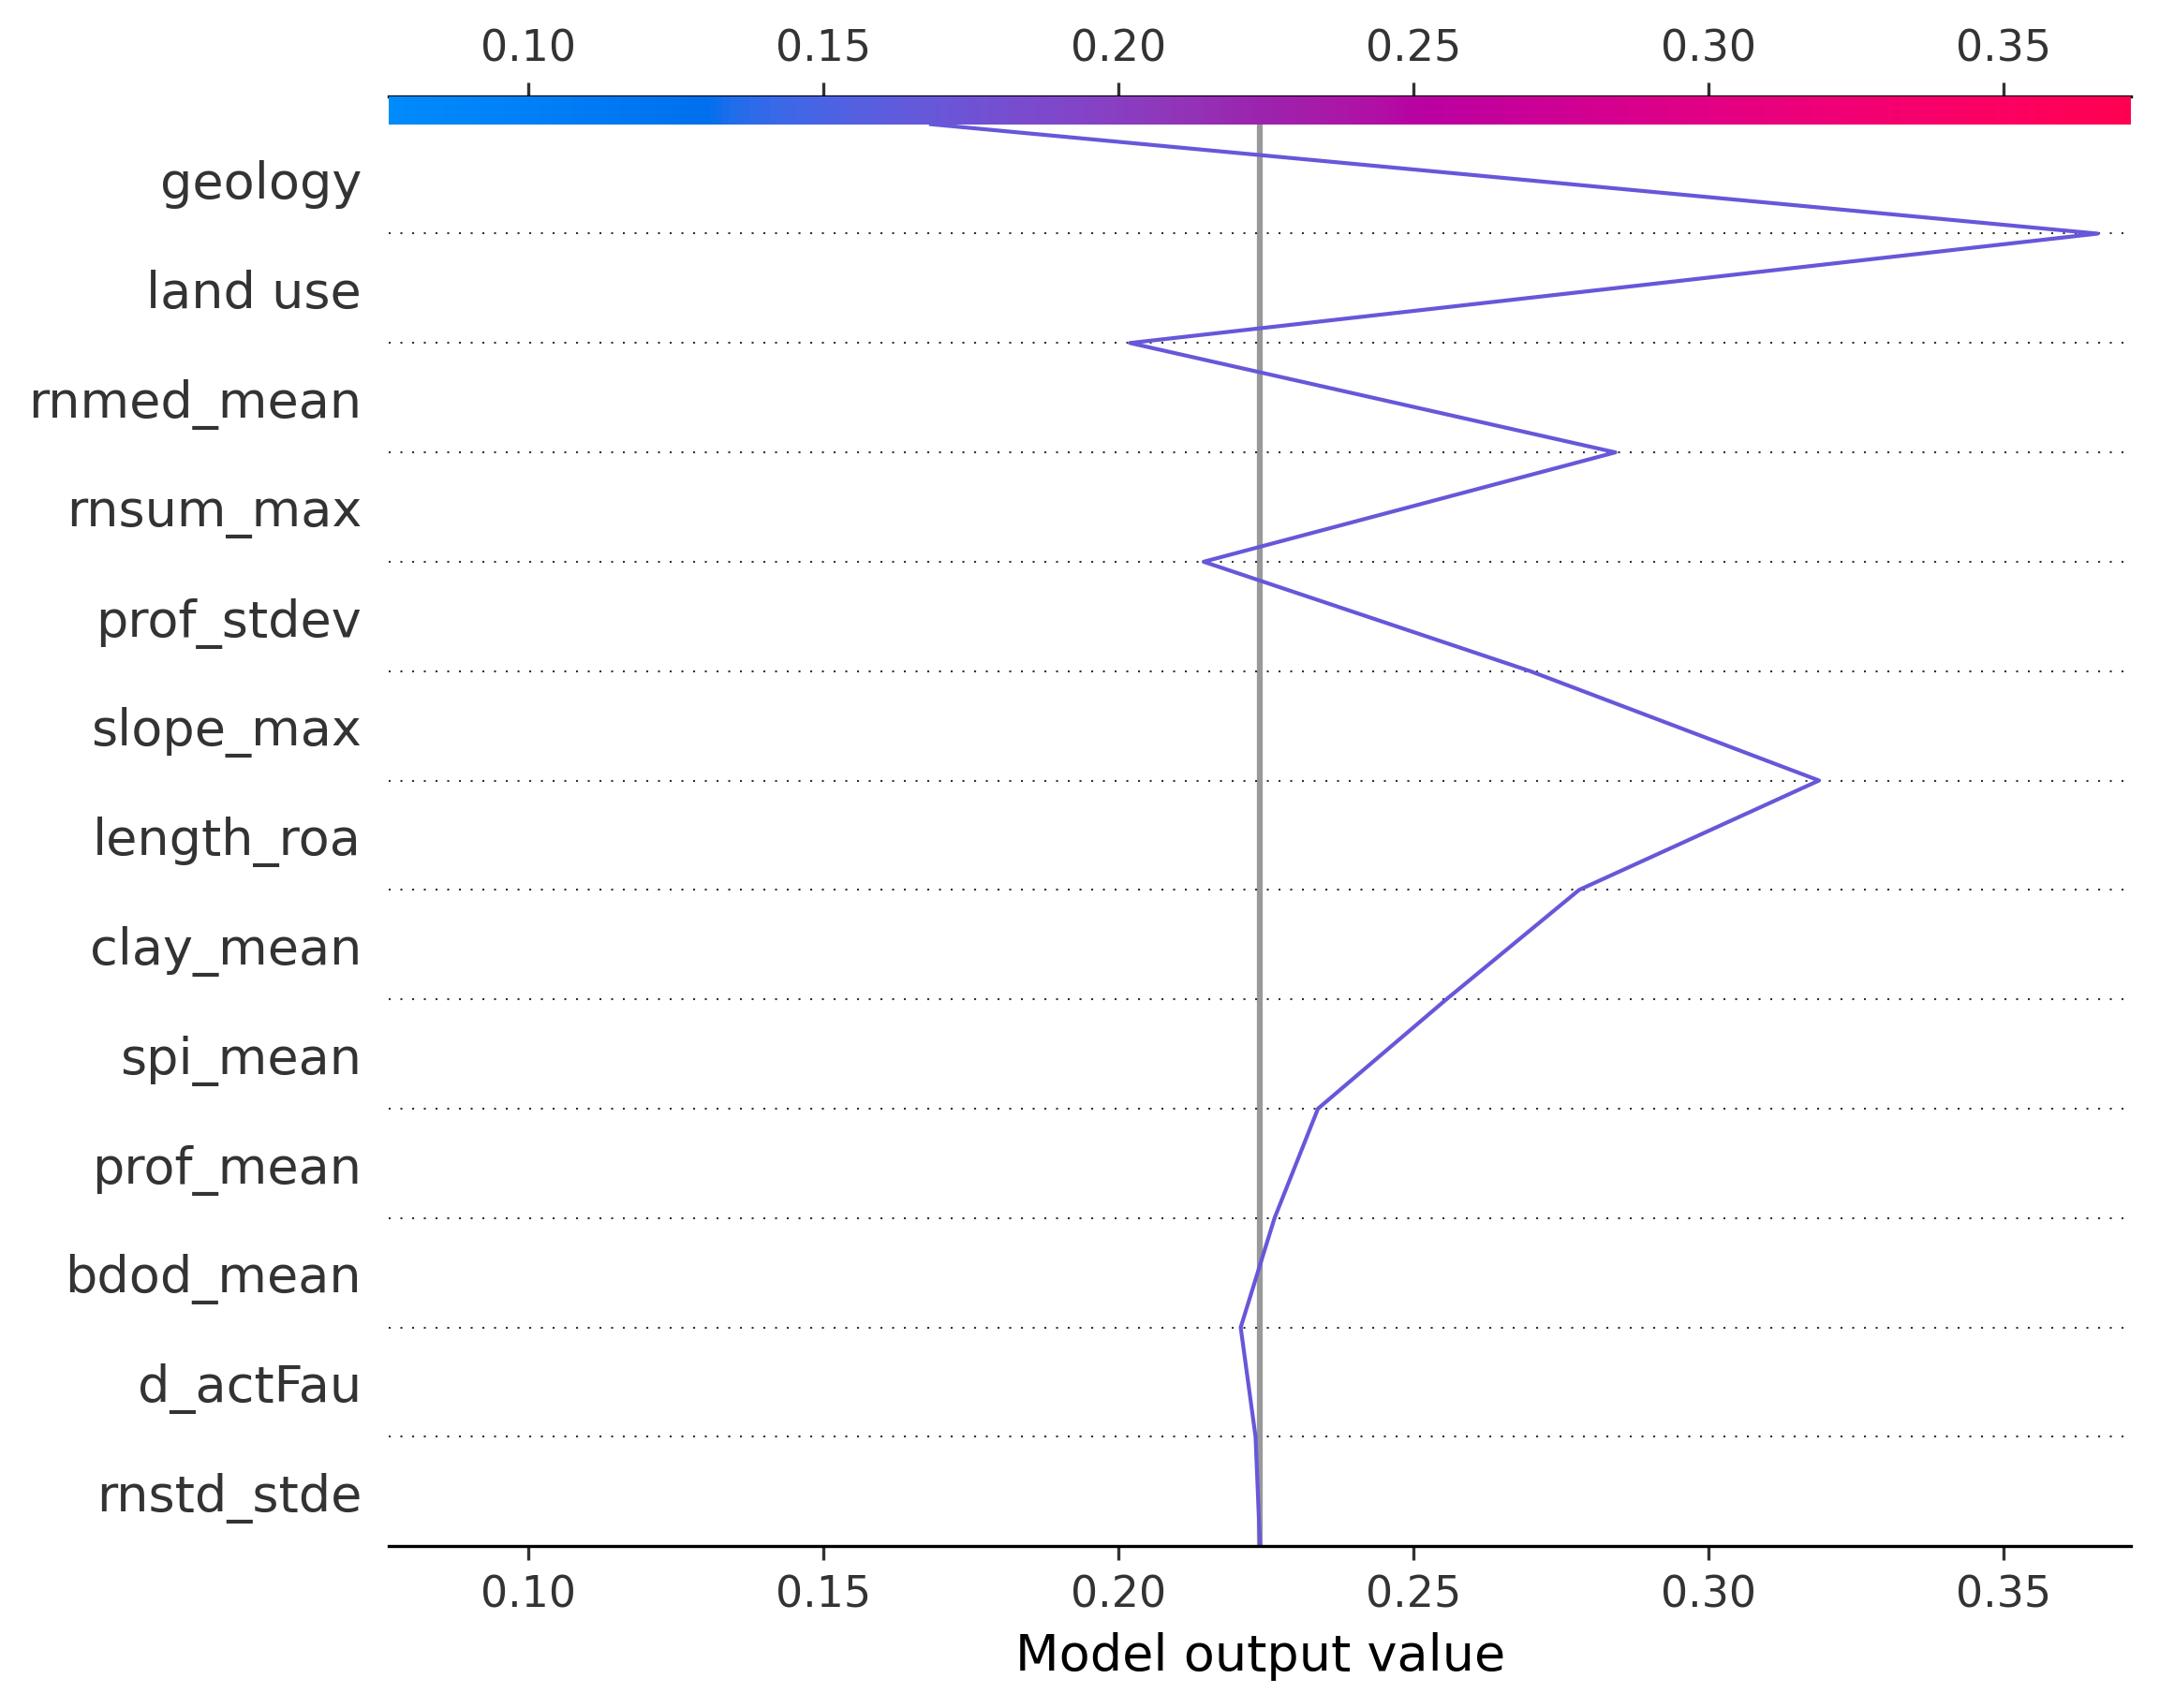 0.10 0.15 0.20 0.25 0.30 0.35
geology
land use
rnmed_mean
rnsum_max
prof_stdev
slope_max
length_roa
clay_mean
spi_mean
prof_mean
bdod_mean
d_actFau
rnstd_stde
0.10 0.15 0.20 0.25 0.30 0.35
Model output value